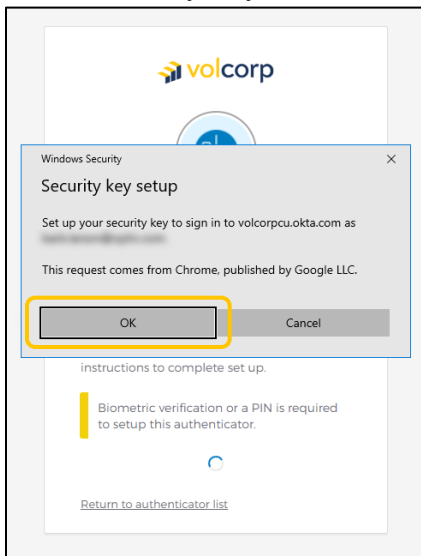 volcorp
Windows Security
Security key setup
Set up your security key to sign in to volcorpcu.okta.com as
This request comes from Chrome, published by Google LLC.
OK
Cancel
instructions to complete set up.
Biometric verification or a PIN is required
to setup this authenticator.
Return to authenticator list